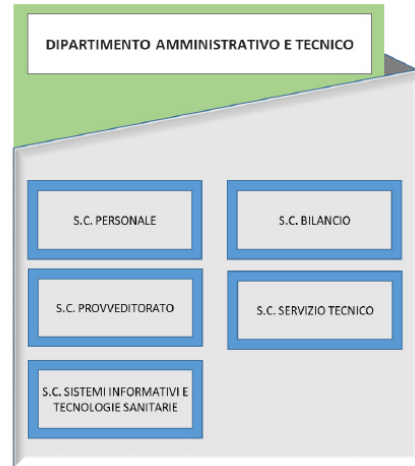 DIPARTIMENTO AMMINISTRATIVO E TECNICO
S.C. PERSONALE
S.C. BILANCIO
S.C. PROVVEDITORATO
S.C. SERVIZIO TECNICO
S.C. SISTEMI INFORMATIVI E
TECNOLOGIE SANITARIE